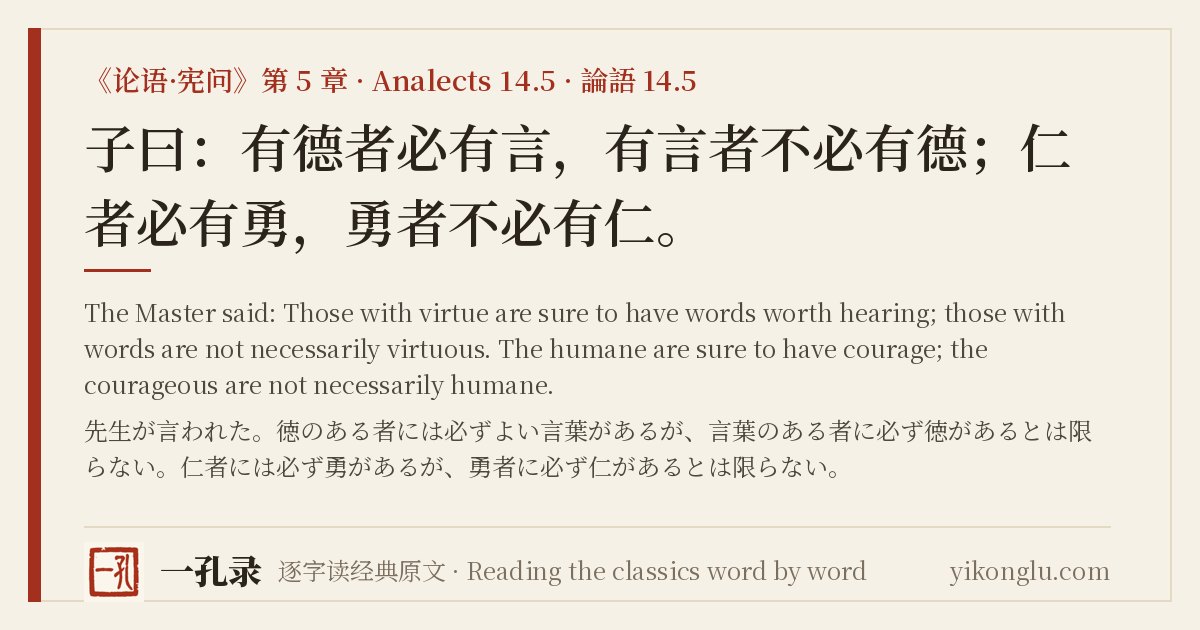 《论语·宪问》第 5 章 · Analects 14.5 · 論語 14.5
子曰：有德者必有言，有言者不必有德；仁
者必有勇，勇者不必有仁。
The Master said: Those with virtue are sure to have words worth hearing; those with
words are not necessarily virtuous. The humane are sure to have courage; the
courageous are not necessarily humane.
先生が言われた。徳のある者には必ずよい言葉があるが、言葉のある者に必ず徳があるとは限
らない。仁者には必ず勇があるが、勇者に必ず仁があるとは限らない。
一孔
一孔录 逐字读经典原文 · Reading the classics word by word yikonglu.com